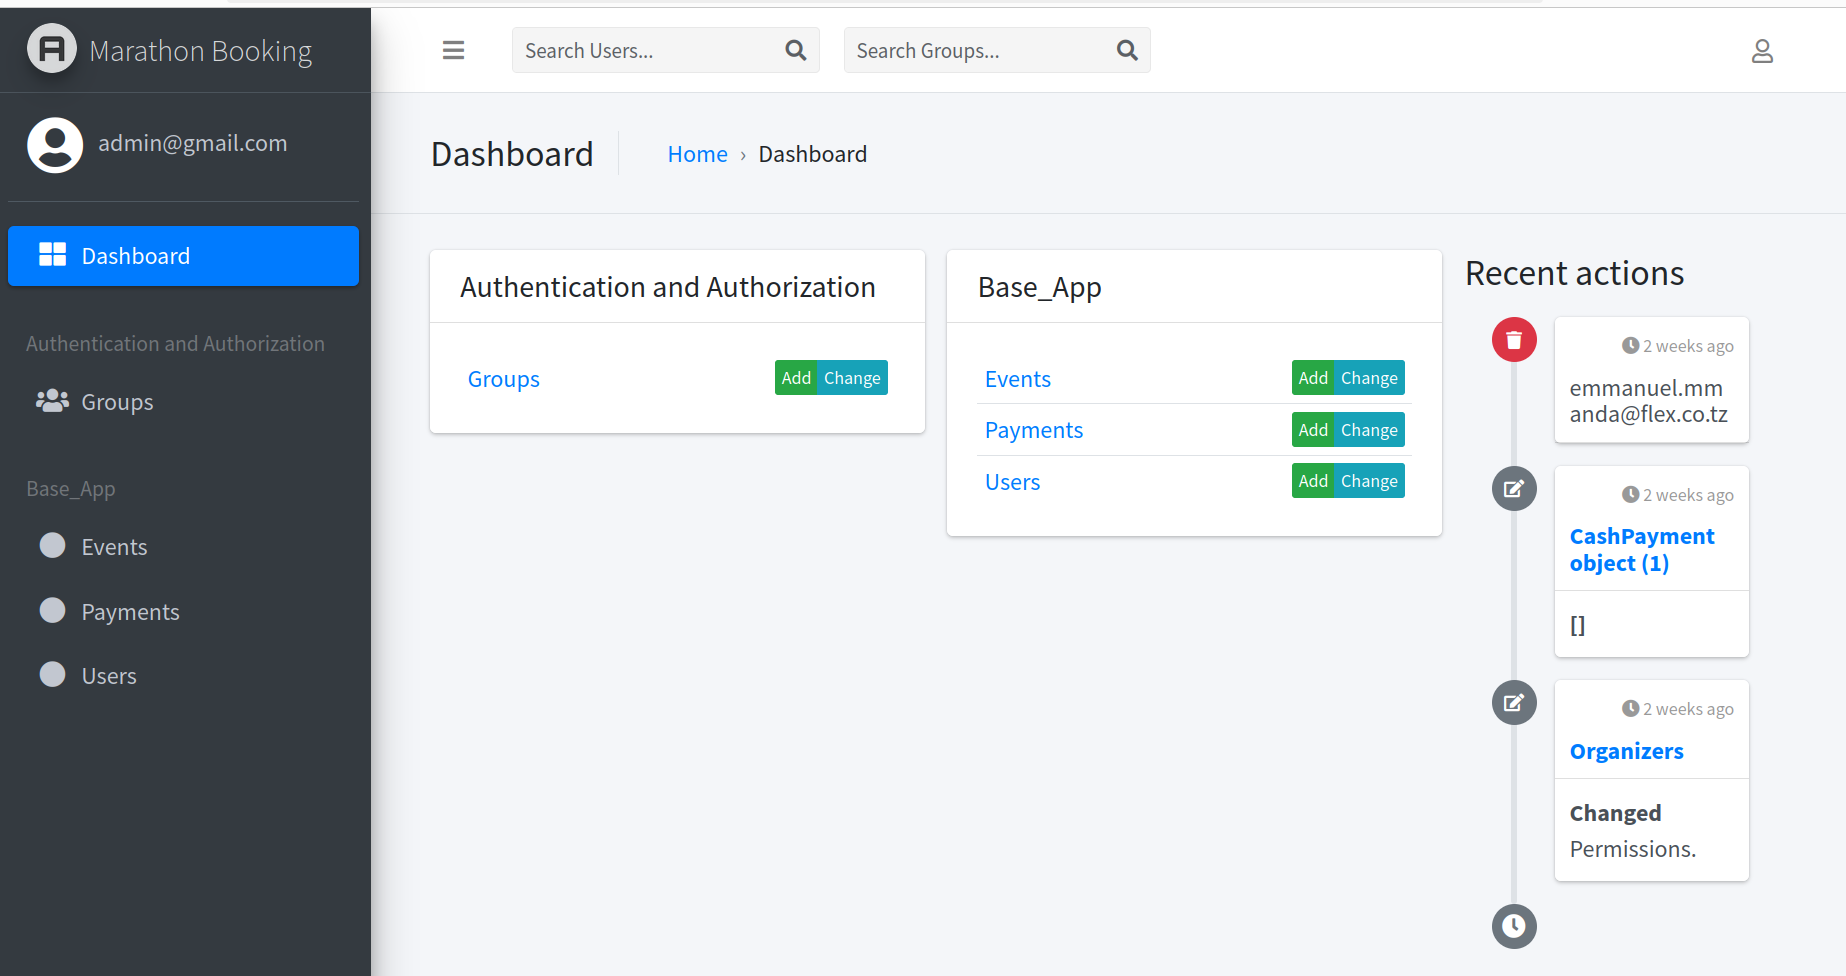 Marathon Booking
Search Users...
Search Groups...
admin@gmail.com
Dashboard
Authentication and Authorization
Groups
Base_App
Events
Payments
Users
Dashboard
Home › Dashboard
Authentication and Authorization
Groups Add Change
Base_App
Events Add Change
Payments Add Change
Users Add Change
Recent actions
2 weeks ago
emmanuel.mm
anda@flex.co.tz
2 weeks ago
CashPayment
object (1)
[]
2 weeks ago
Organizers
Changed
Permissions.